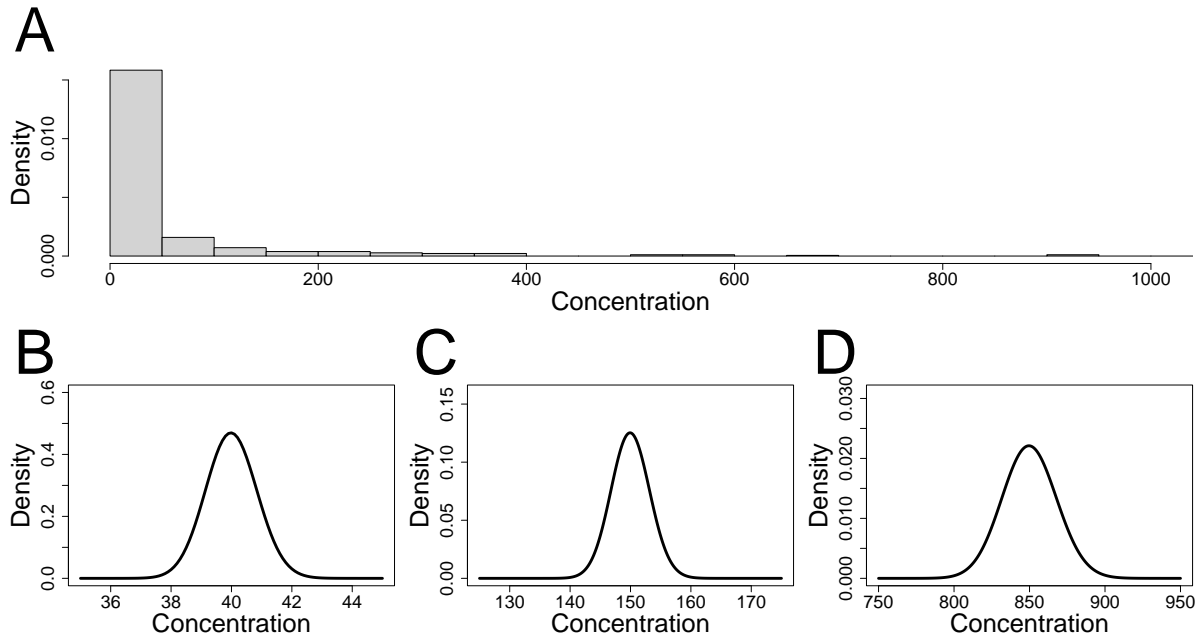 A
Density
0.010
0.000
0 200 400 600 800 1000
Concentration
B
Density
0.6
0.4
0.2
0.0
36 38 40 42 44
Concentration
C
Density
0.15
0.10
0.05
0.00
130 140 150 160 170
Concentration
D
Density
0.030
0.020
0.010
0.000
750 800 850 900 950
Concentration